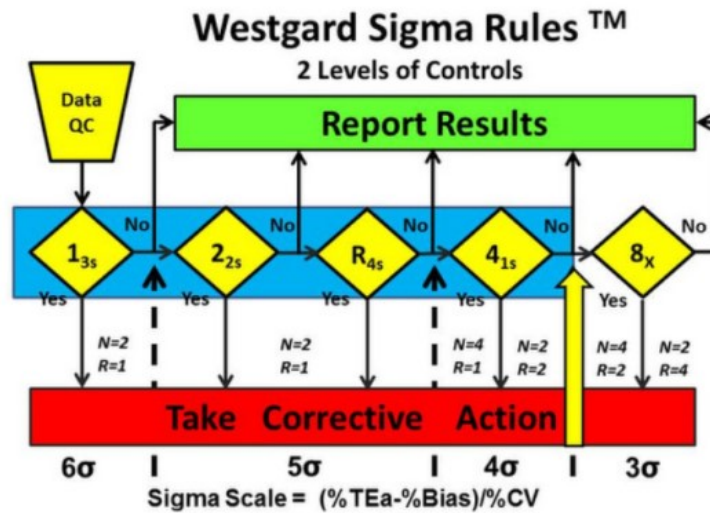 Westgard Sigma Rules ™
2 Levels of Controls
Data
QC
Report Results
No No No No No
1₃ₛ 2₂ₛ R₄ₛ 4₁ₛ 8ₓ
Yes Yes Yes Yes
N=2 N=2 N=4 N=2 N=4 N=2
R=1 R=1 R=1 R=2 R=2 R=4
Take Corrective Action
6σ 5σ 4σ 3σ
Sigma Scale = (%TEa-%Bias)/%CV